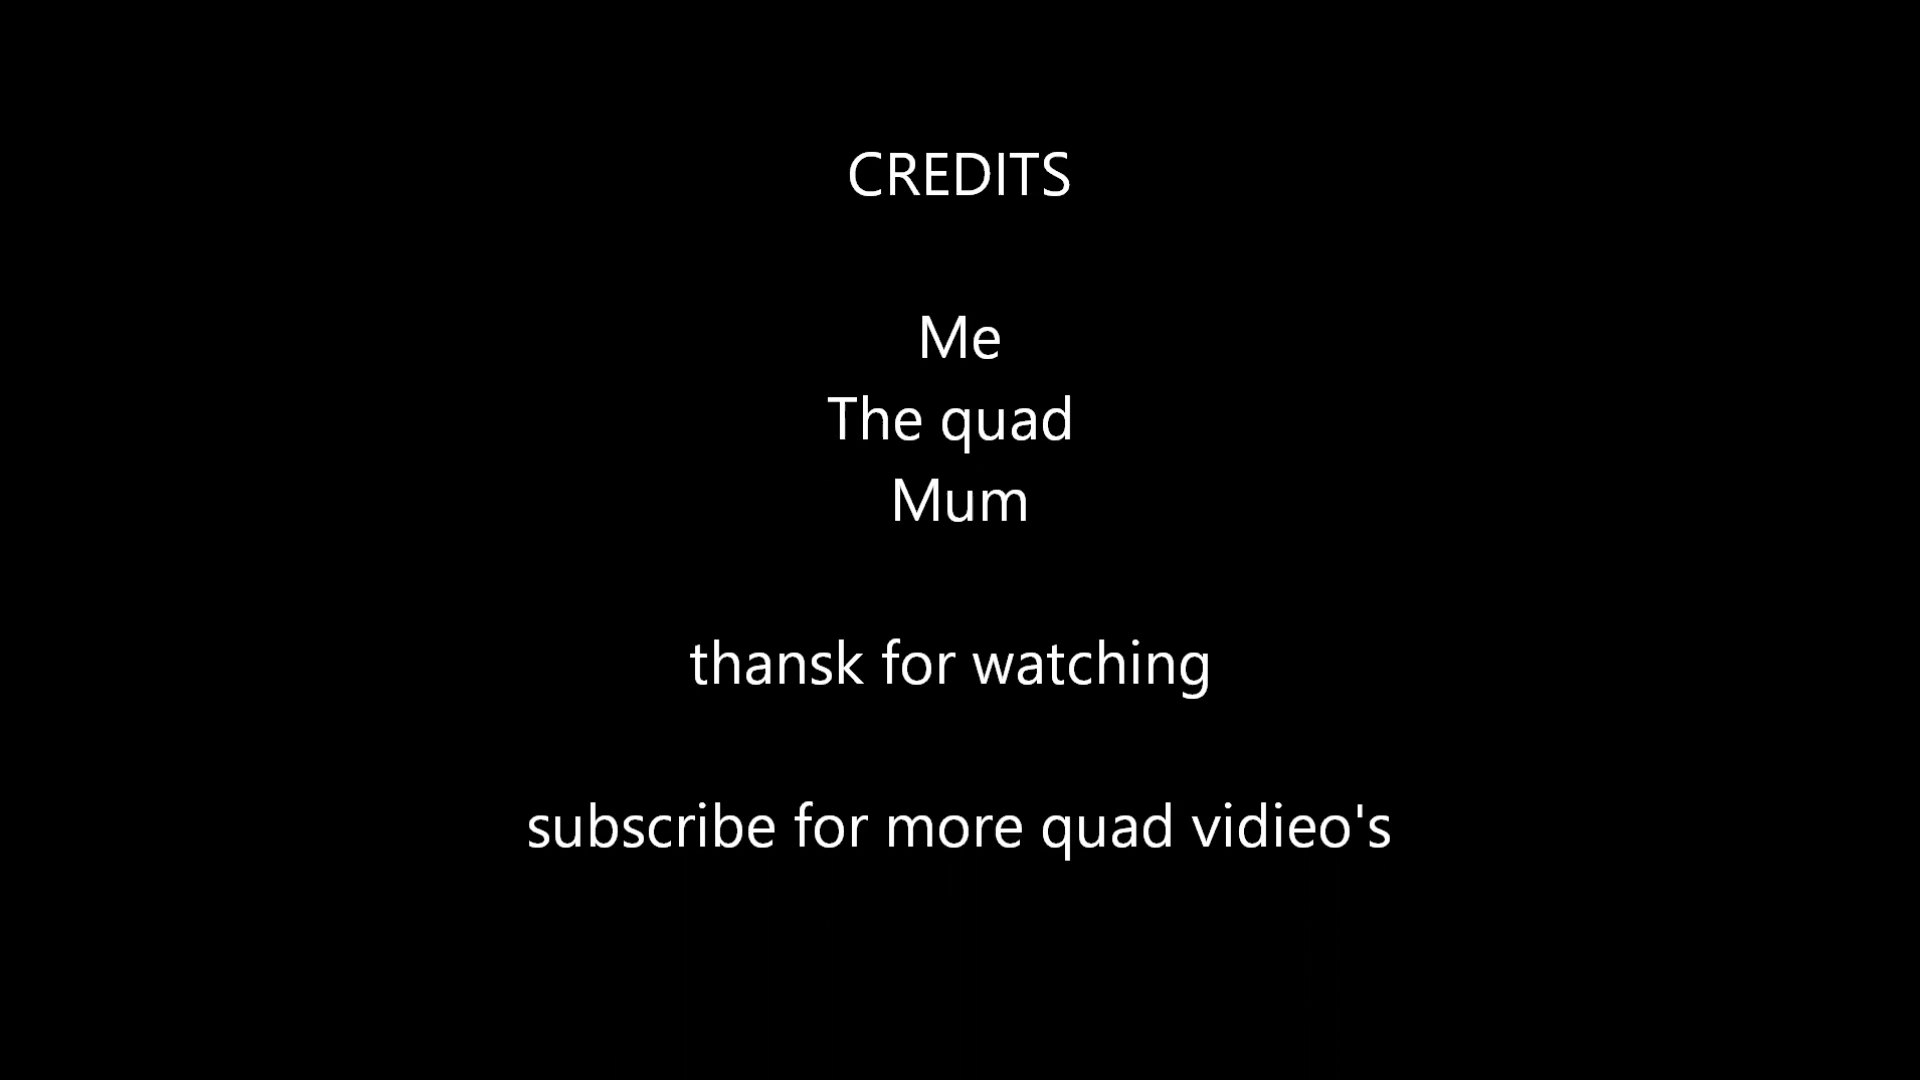 CREDITS
Me
The quad
Mum
thansk for watching
subscribe for more quad vidieo's